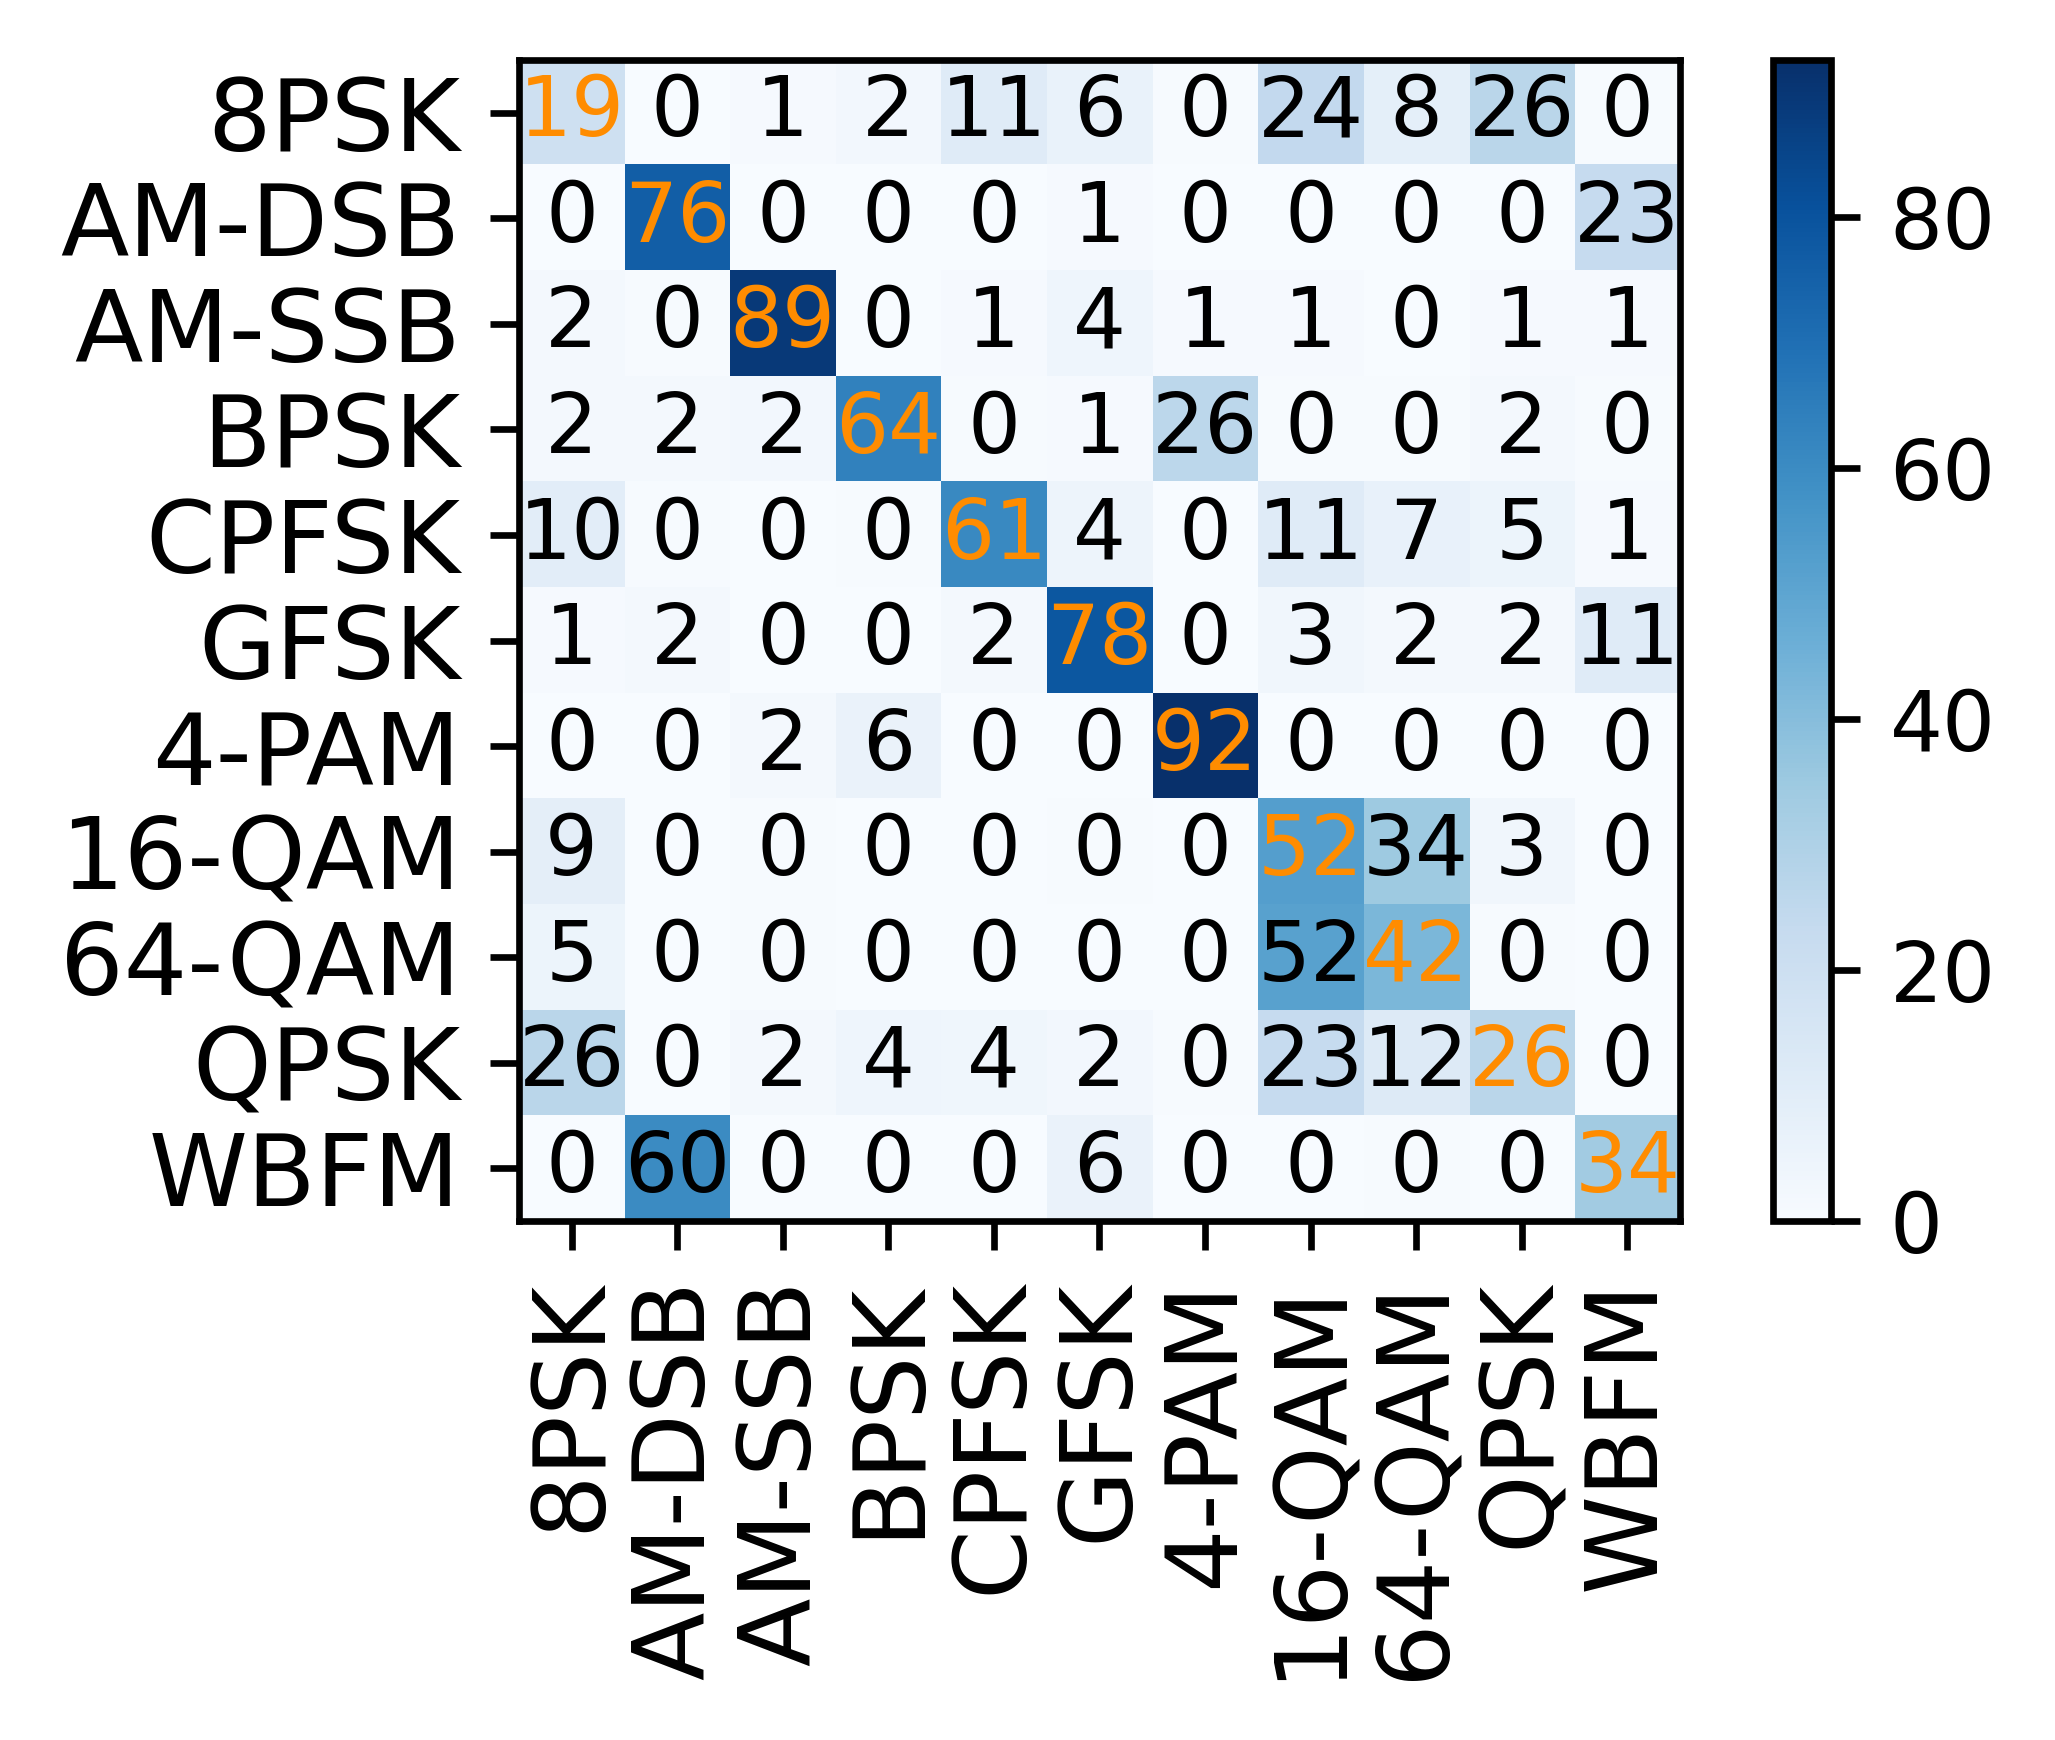 8PSK 19 0 1 2 11 6 0 24 8 26 0
AM-DSB 0 76 0 0 0 1 0 0 0 0 23
AM-SSB 2 0 89 0 1 4 1 1 0 1 1
BPSK 2 2 2 64 0 1 26 0 0 2 0
CPFSK 10 0 0 0 61 4 0 11 7 5 1
GFSK 1 2 0 0 2 78 0 3 2 2 11
4-PAM 0 0 2 6 0 0 92 0 0 0 0
16-QAM 9 0 0 0 0 0 0 52 34 3 0
64-QAM 5 0 0 0 0 0 0 52 42 0 0
QPSK 26 0 2 4 4 2 0 23 12 26 0
WBFM 0 60 0 0 0 6 0 0 0 0 34
8PSK
AM-DSB
AM-SSB
BPSK
CPFSK
GFSK
4-PAM
16-QAM
64-QAM
QPSK
WBFM
80
60
40
20
0